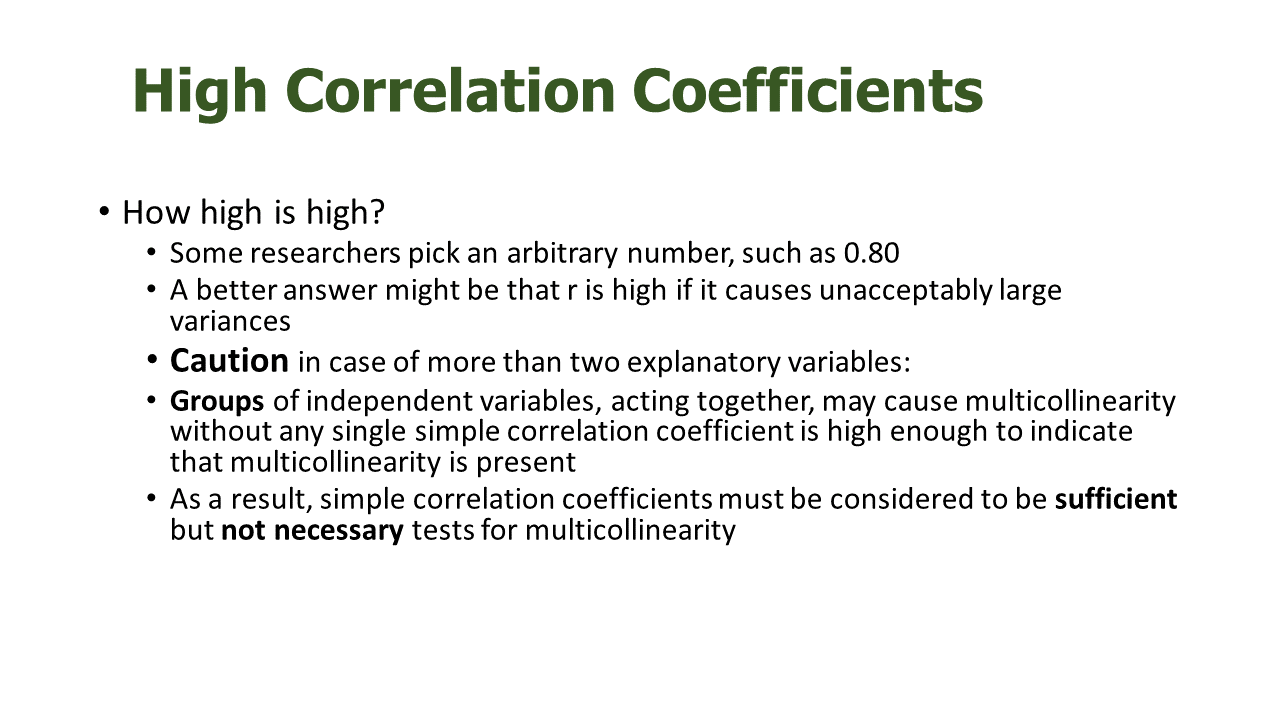 High Correlation Coefficients
• How high is high?
• Some researchers pick an arbitrary number, such as 0.80
• A better answer might be that r is high if it causes unacceptably large
variances
• Caution in case of more than two explanatory variables:
• Groups of independent variables, acting together, may cause multicollinearity
without any single simple correlation coefficient is high enough to indicate
that multicollinearity is present
• As a result, simple correlation coefficients must be considered to be sufficient
but not necessary tests for multicollinearity